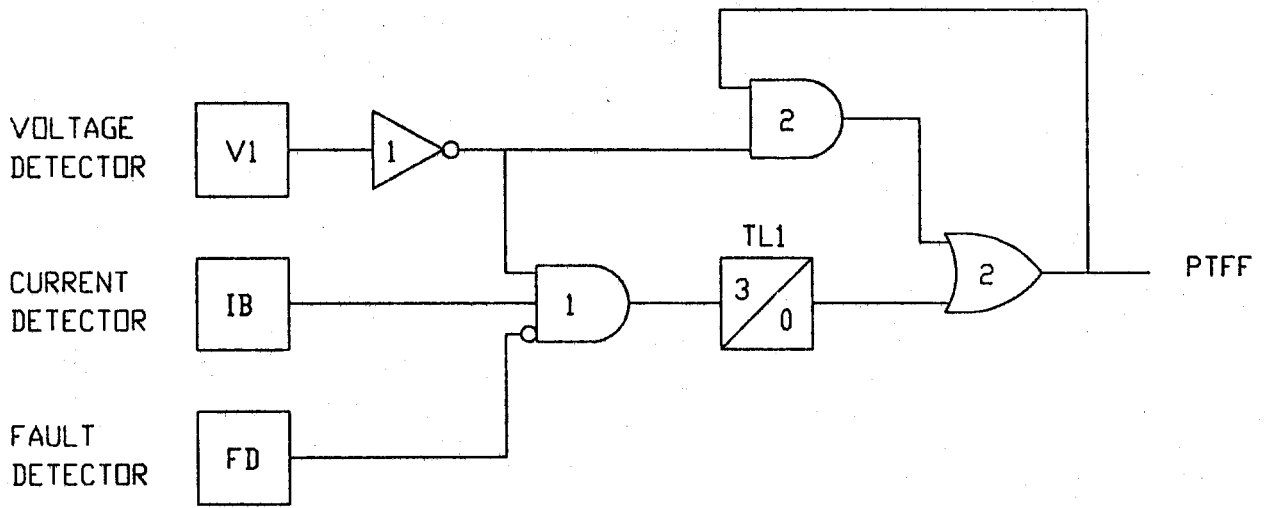 VOLTAGE
DETECTOR
V1
1
2
TL1
3
0
CURRENT
DETECTOR
IB
1
2
PTFF
FAULT
DETECTOR
FD